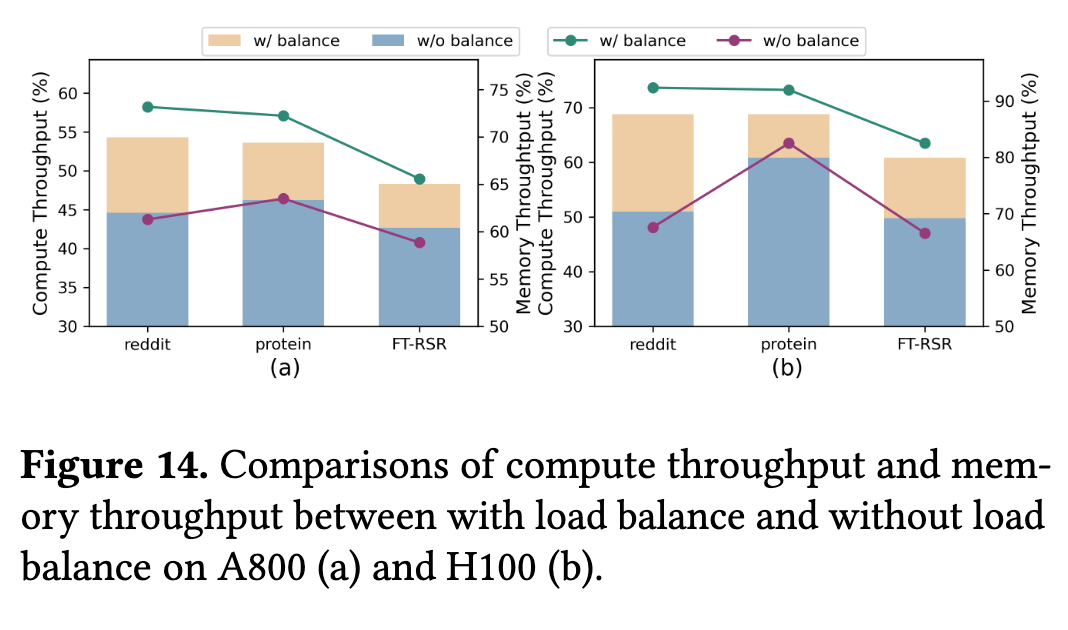 w/ balance w/o balance w/ balance w/o balance
Compute Throughput (%)
60
55
50
45
40
35
30
reddit protein FT-RSR
(a)
75
70
65
60
55
50
Memory Throughtput (%)
Compute Throughput (%)
70
60
50
40
30
reddit protein FT-RSR
(b)
90
80
70
60
50
Memory Throughput (%)
Figure 14. Comparisons of compute throughput and mem-
ory throughput between with load balance and without load
balance on A800 (a) and H100 (b).